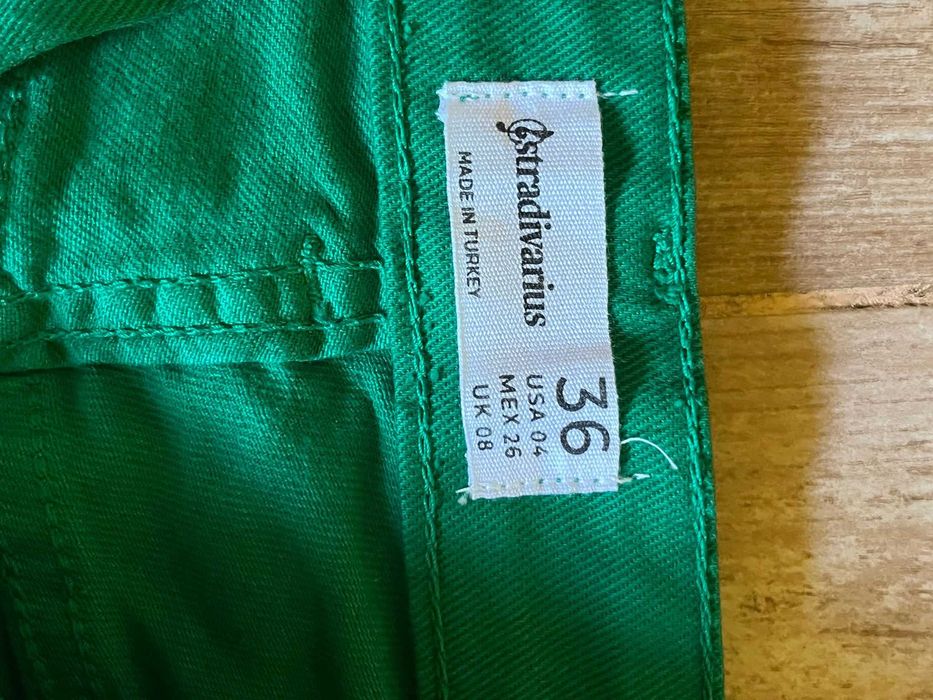 Stradivarius
MADE IN TURKEY
36
USA 04
MEX 26
UK 08